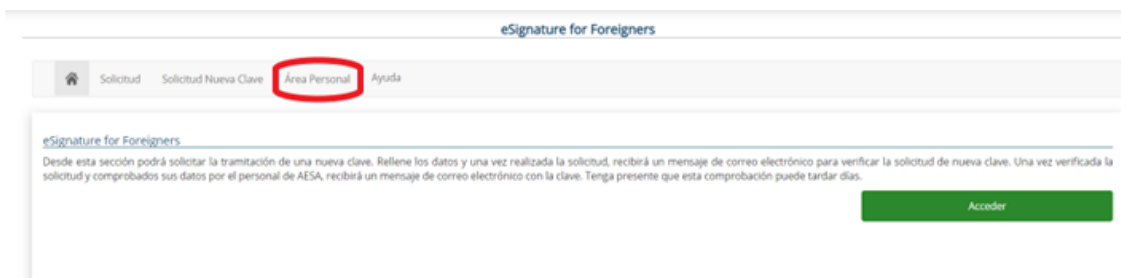 eSignature for Foreigners
Solicitud Solicitud Nueva Clave Área Personal Ayuda
eSignature for Foreigners
Desde esta sección podrá solicitar la tramitación de una nueva clave. Rellene los datos y una vez realizada la solicitud, recibirá un mensaje de correo electrónico para verificar la solicitud de nueva clave. Una vez verificada la
solicitud y comprobados sus datos por el personal de AESA, recibirá un mensaje de correo electrónico con la clave. Tenga presente que esta comprobación puede tardar días.
Acceder